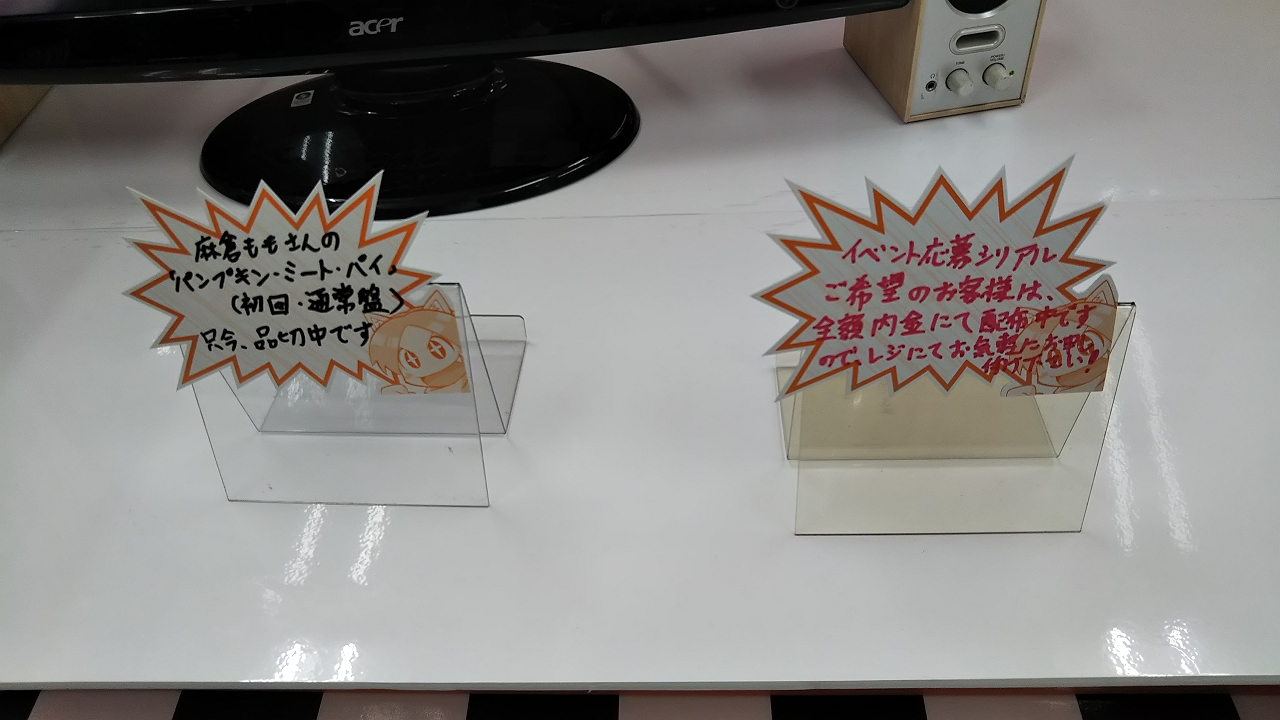 acer
麻倉ももさんの
『パンプキン・ミート・パイ』
(初回・通常盤)
只今、品切中です
イベント応募シリアル
ご希望のお客様は、
全額内金にて配布中です
ので、レジにてお気軽にお申し
付け下さい!